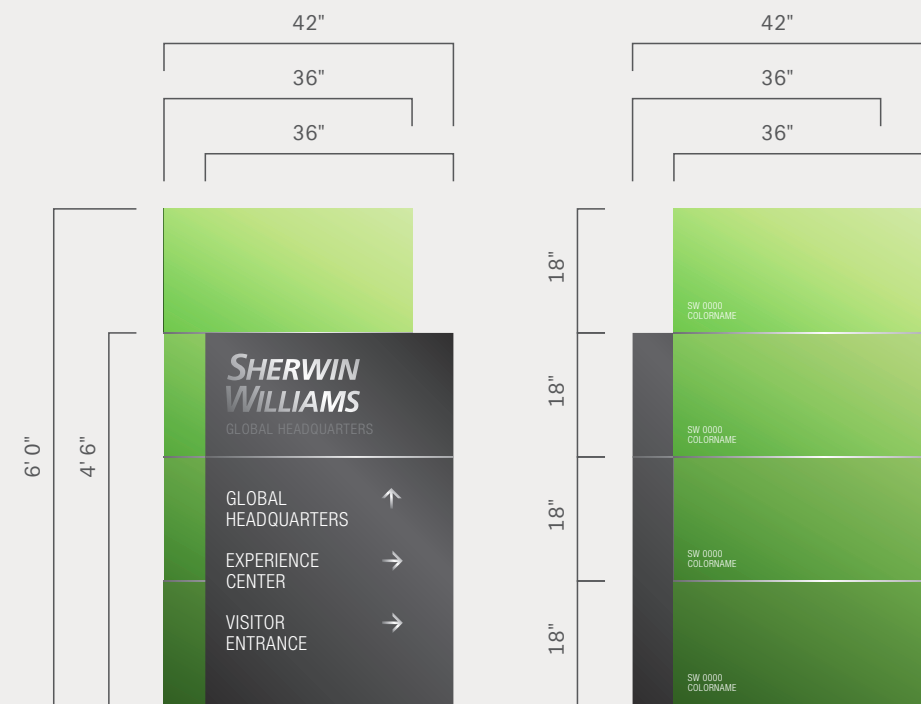 42"
36"
36"
6' 0"
4' 6"
SHERWIN
WILLIAMS
GLOBAL HEADQUARTERS
GLOBAL
HEADQUARTERS
EXPERIENCE
CENTER
VISITOR
ENTRANCE
42"
36"
36"
18"
18"
18"
18"
SW 0000
COLORNAME
SW 0000
COLORNAME
SW 0000
COLORNAME
SW 0000
COLORNAME